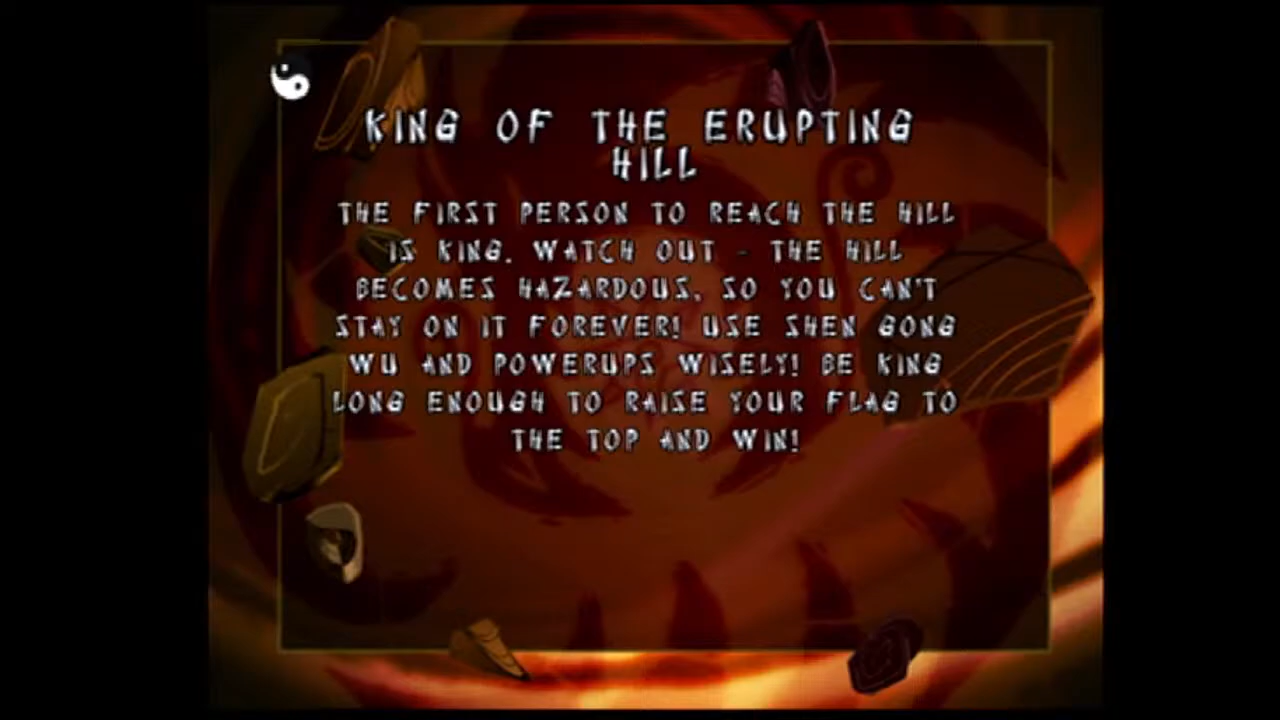 KING OF THE ERUPTING
HILL
THE FIRST PERSON TO REACH THE HILL
IS KING. WATCH OUT - THE HILL
BECOMES HAZARDOUS, SO YOU CAN'T
STAY ON IT FOREVER! USE SHEN GONG
WU AND POWERUPS WISELY! BE KING
LONG ENOUGH TO RAISE YOUR FLAG TO
THE TOP AND WIN!